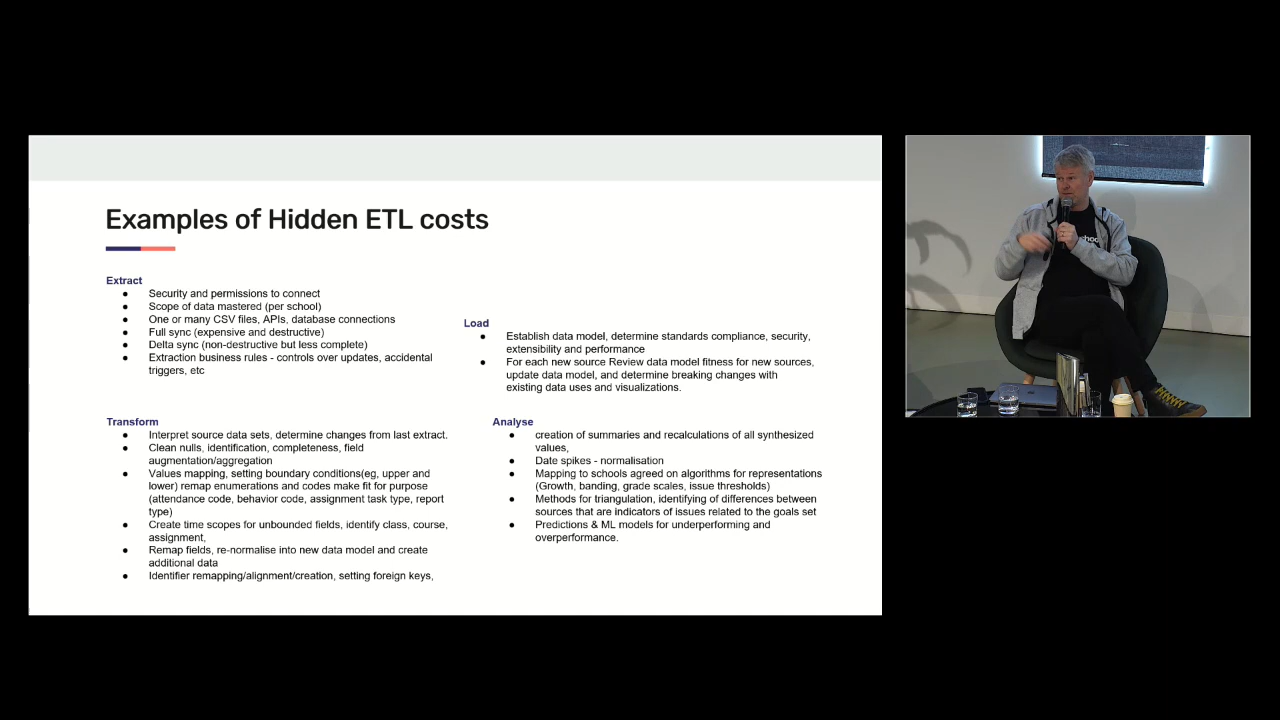 Examples of Hidden ETL costs
Extract
● Security and permissions to connect
● Scope of data mastered (per school)
● One or many CSV files, APIs, database connections
● Full sync (expensive and destructive)
● Delta sync (non-destructive but less complete)
● Extraction business rules - controls over updates, accidental
triggers, etc
Load
● Establish data model, determine standards compliance, security,
extensibility and performance
● For each new source Review data model fitness for new sources,
update data model, and determine breaking changes with
existing data uses and visualizations.
Transform
● Interpret source data sets, determine changes from last extract.
● Clean nulls, identification, completeness, field
augmentation/aggregation
● Values mapping, setting boundary conditions(eg, upper and
lower) remap enumerations and codes make fit for purpose
(attendance code, behavior code, assignment task type, report
type)
● Create time scopes for unbounded fields, identify class, course,
assignment,
● Remap fields, re-normalise into new data model and create
additional data
● Identifier remapping/alignment/creation, setting foreign keys,
Analyse
● creation of summaries and recalculations of all synthesized
values,
● Date spikes - normalisation
● Mapping to schools agreed on algorithms for representations
(Growth, banding, grade scales, issue thresholds)
● Methods for triangulation, identifying of differences between
sources that are indicators of issues related to the goals set
● Predictions & ML models for underperforming and
overperformance.